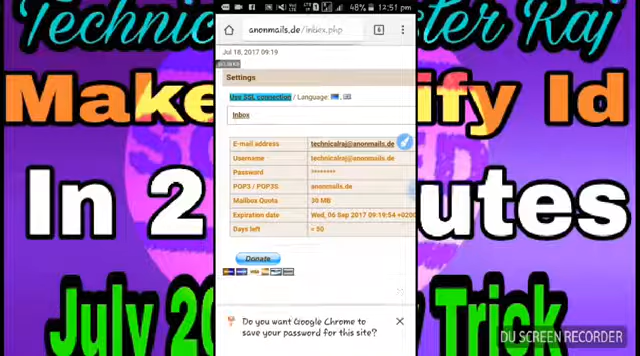 Technic ster Raj
Make ify Id
In 2 utes
July 20 Trick
48% 12:51 pm
anonmails.de/inbox.php
Jul 18, 2017 09:19
Settings
Use SSL connection / Language
Inbox
E-mail address technicalraj@anonmails.de
Username technicalraj@anonmails.de
Password ********
POP3 / POP3S anonmails.de
Mailbox Quota 30 MB
Expiration date Wed, 06 Sep 2017 09:19:54 +0200
Days left = 50
Donate
Do you want Google Chrome to
save your password for this site?
DU SCREEN RECORDER